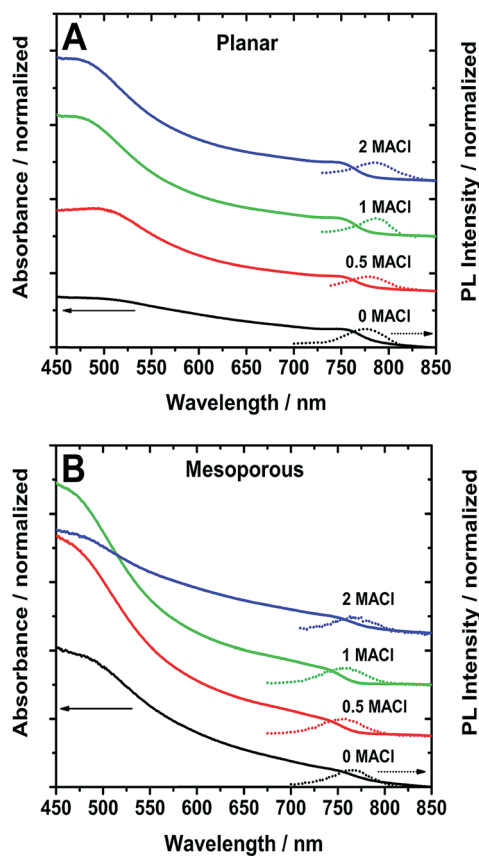 A
Planar
Absorbance / normalized
PL Intensity / normalized
2 MACl
1 MACl
0.5 MACl
0 MACl
450 500 550 600 650 700 750 800 850
Wavelength / nm
B
Mesoporous
Absorbance / normalized
PL Intensity / normalized
2 MACl
1 MACl
0.5 MACl
0 MACl
450 500 550 600 650 700 750 800 850
Wavelength / nm